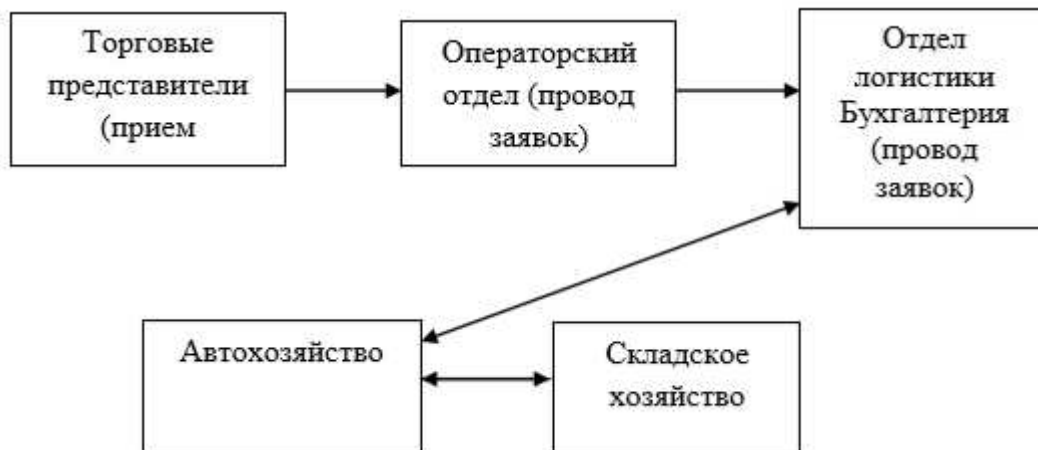 Торговые
представители
(прием
Операторский
отдел (провод
заявок)
Отдел
логистики
Бухгалтерия
(провод
заявок)
Автохозяйство
Складское
хозяйство